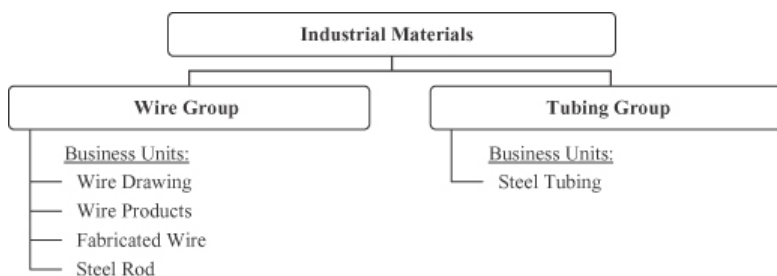 Industrial Materials
Wire Group
Business Units:
Wire Drawing
Wire Products
Fabricated Wire
Steel Rod
Tubing Group
Business Units:
Steel Tubing